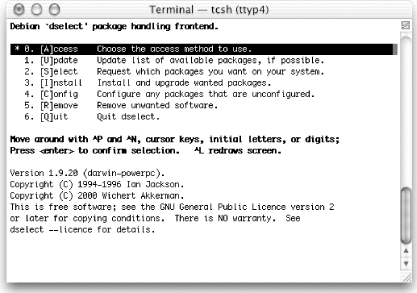 Terminal — tcsh (ttyp4)
Debian `dselect' package handling frontend.
* 0. [A]ccess Choose the access method to use.
1. [U]pdate Update list of available packages, if possible.
2. [S]elect Request which packages you want on your system.
3. [I]nstall Install and upgrade wanted packages.
4. [C]onfig Configure any packages that are unconfigured.
5. [R]emove Remove unwanted software.
6. [Q]uit Quit dselect.
Move around with ^P and ^N, cursor keys, initial letters, or digits;
Press <enter> to confirm selection. ^L redraws screen.
Version 1.9.20 (darwin-powerpc).
Copyright (C) 1994-1996 Ian Jackson.
Copyright (C) 2000 Wichert Akkerman.
This is free software; see the GNU General Public Licence version 2
or later for copying conditions. There is NO warranty. See
dselect --licence for details.